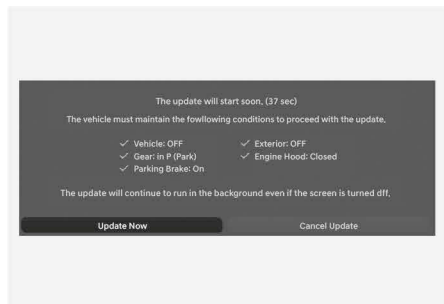 The update will start soon. (37 sec)
The vehicle must maintain the fowllowing conditions to proceed with the update.
✓ Vehicle: OFF ✓ Exterior: OFF
✓ Gear: in P (Park) ✓ Engine Hood: Closed
✓ Parking Brake: On
The update will continue to run in the background even if the screen is turned dff.
Update Now Cancel Update